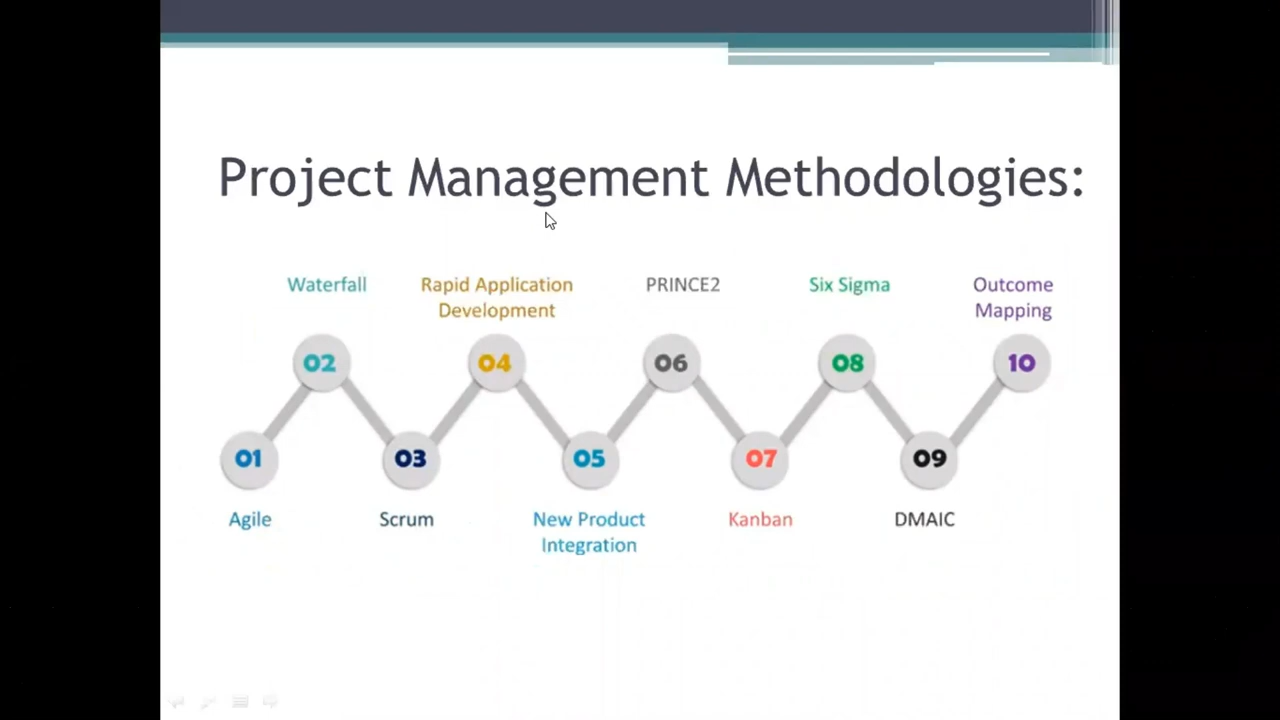 Project Management Methodologies:
Waterfall
Rapid Application
Development
PRINCE2
Six Sigma
Outcome
Mapping
02
04
06
08
10
01
03
05
07
09
Agile
Scrum
New Product
Integration
Kanban
DMAIC